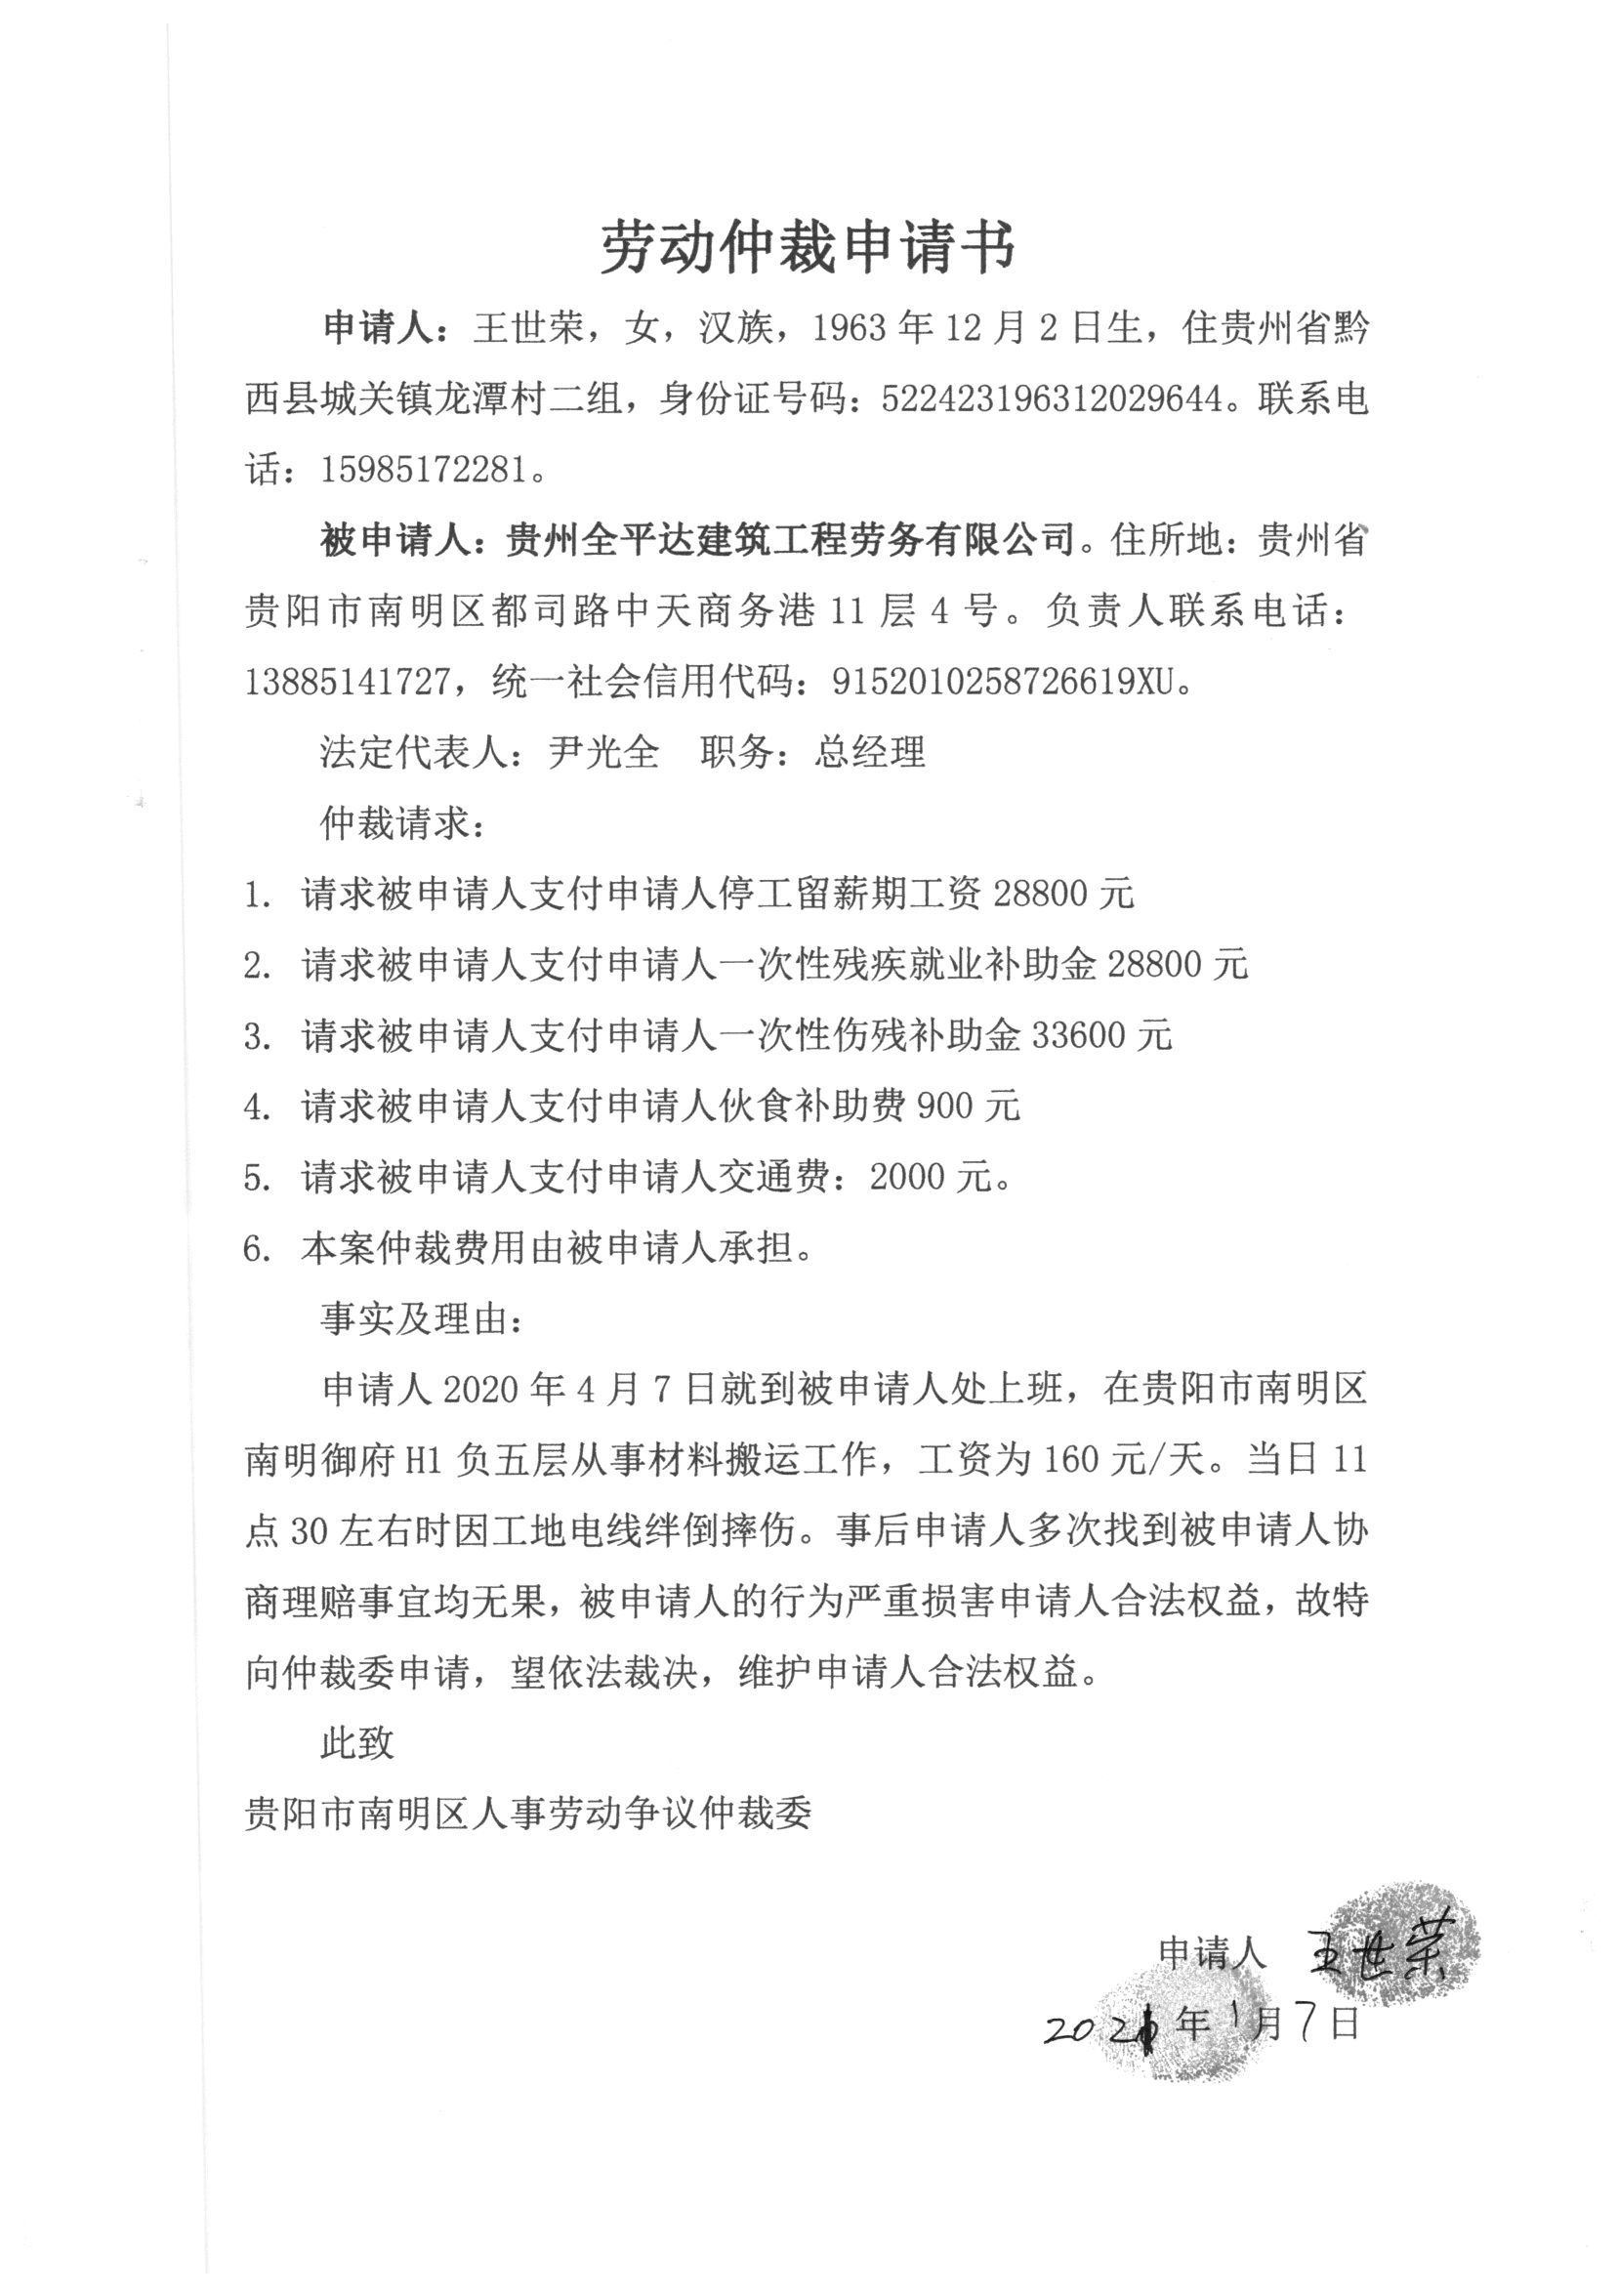 劳动仲裁申请书
申请人：王世荣，女，汉族，1963 年 12 月 2 日生，住贵州省黔
西县城关镇龙潭村二组，身份证号码：522423196312029644。联系电
话：15985172281。
被申请人：贵州全平达建筑工程劳务有限公司。住所地：贵州省
贵阳市南明区都司路中天商务港 11 层 4 号。负责人联系电话：
13885141727，统一社会信用代码：9152010258726619XU。
法定代表人：尹光全　职务：总经理
仲裁请求：
1. 请求被申请人支付申请人停工留薪期工资 28800 元
2. 请求被申请人支付申请人一次性残疾就业补助金 28800 元
3. 请求被申请人支付申请人一次性伤残补助金 33600 元
4. 请求被申请人支付申请人伙食补助费 900 元
5. 请求被申请人支付申请人交通费：2000 元。
6. 本案仲裁费用由被申请人承担。
事实及理由：
申请人 2020 年 4 月 7 日就到被申请人处上班，在贵阳市南明区
南明御府 H1 负五层从事材料搬运工作，工资为 160 元/天。当日 11
点 30 左右时因工地电线绊倒摔伤。事后申请人多次找到被申请人协
商理赔事宜均无果，被申请人的行为严重损害申请人合法权益，故特
向仲裁委申请，望依法裁决，维护申请人合法权益。
此致
贵阳市南明区人事劳动争议仲裁委
申请人 王世荣
2021 年 1 月 7 日